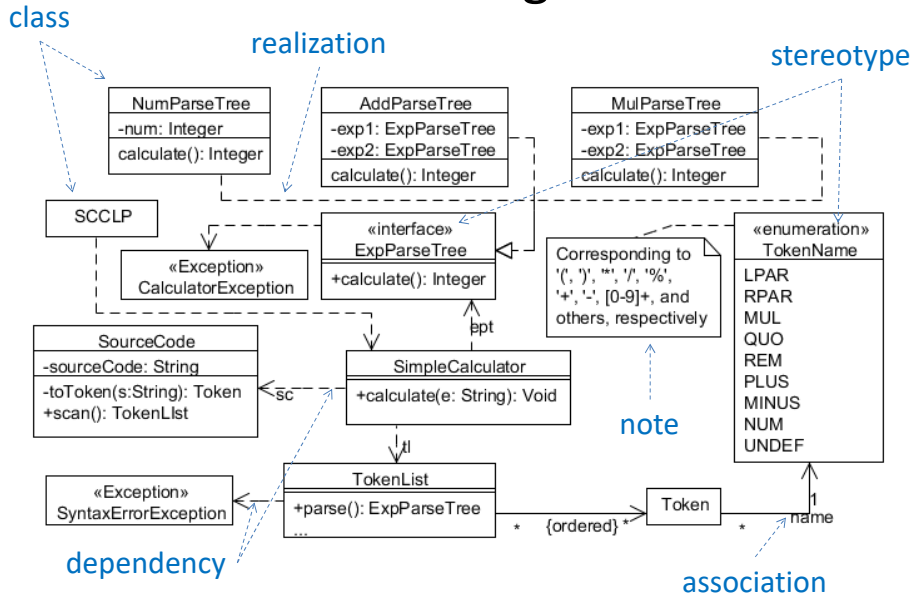 class
realization
stereotype
NumParseTree
-num: Integer
calculate(): Integer
AddParseTree
-exp1: ExpParseTree
-exp2: ExpParseTree
calculate(): Integer
MulParseTree
-exp1: ExpParseTree
-exp2: ExpParseTree
calculate(): Integer
SCCLP
«Exception»
CalculatorException
«interface»
ExpParseTree
+calculate(): Integer
Corresponding to
'(', ')', '*', '/', '%',
'+', '-', [0-9]+, and
others, respectively
«enumeration»
TokenName
LPAR
RPAR
MUL
QUO
REM
PLUS
MINUS
NUM
UNDEF
ept
SourceCode
-sourceCode: String
-toToken(s:String): Token
+scan(): TokenLIst
sc
SimpleCalculator
+calculate(e: String): Void
note
tl
«Exception»
SyntaxErrorException
TokenList
+parse(): ExpParseTree
...
*
{ordered} *
Token
*
1
name
dependency
association